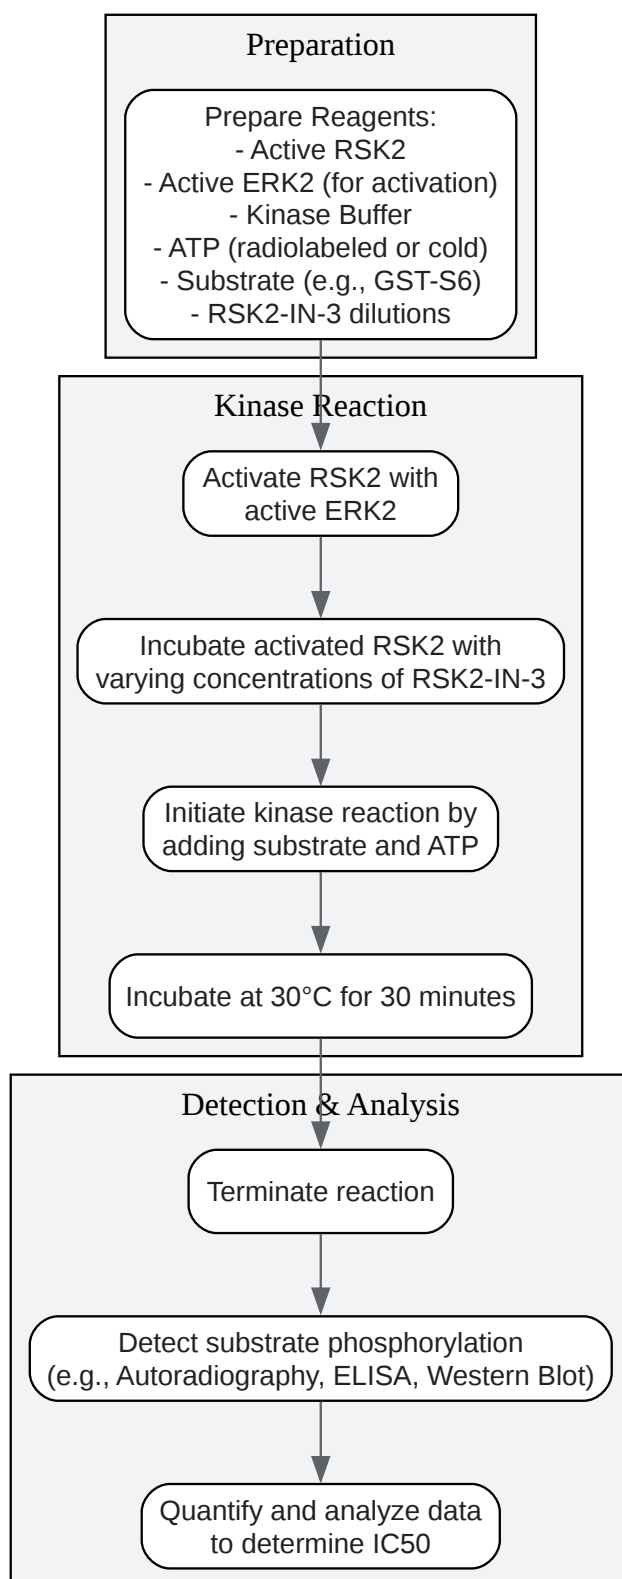 Preparation
Prepare Reagents:
- Active RSK2
- Active ERK2 (for activation)
- Kinase Buffer
- ATP (radiolabeled or cold)
- Substrate (e.g., GST-S6)
- RSK2-IN-3 dilutions
Kinase Reaction
Activate RSK2 with
active ERK2
Incubate activated RSK2 with
varying concentrations of RSK2-IN-3
Initiate kinase reaction by
adding substrate and ATP
Incubate at 30°C for 30 minutes
Detection & Analysis
Terminate reaction
Detect substrate phosphorylation
(e.g., Autoradiography, ELISA, Western Blot)
Quantify and analyze data
to determine IC50